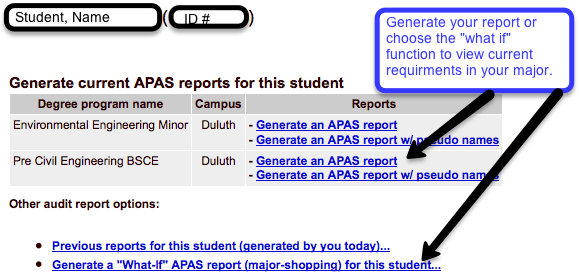 Student, Name ( ID # )
Generate your report or
choose the "what if"
function to view current
requirments in your major.
Generate current APAS reports for this student
Degree program name Campus Reports
Environmental Engineering Minor Duluth - Generate an APAS report
- Generate an APAS report w/ pseudo names
Pre Civil Engineering BSCE Duluth - Generate an APAS report
- Generate an APAS report w/ pseudo names
Other audit report options:
• Previous reports for this student (generated by you today)...
• Generate a "What-If" APAS report (major-shopping) for this student...